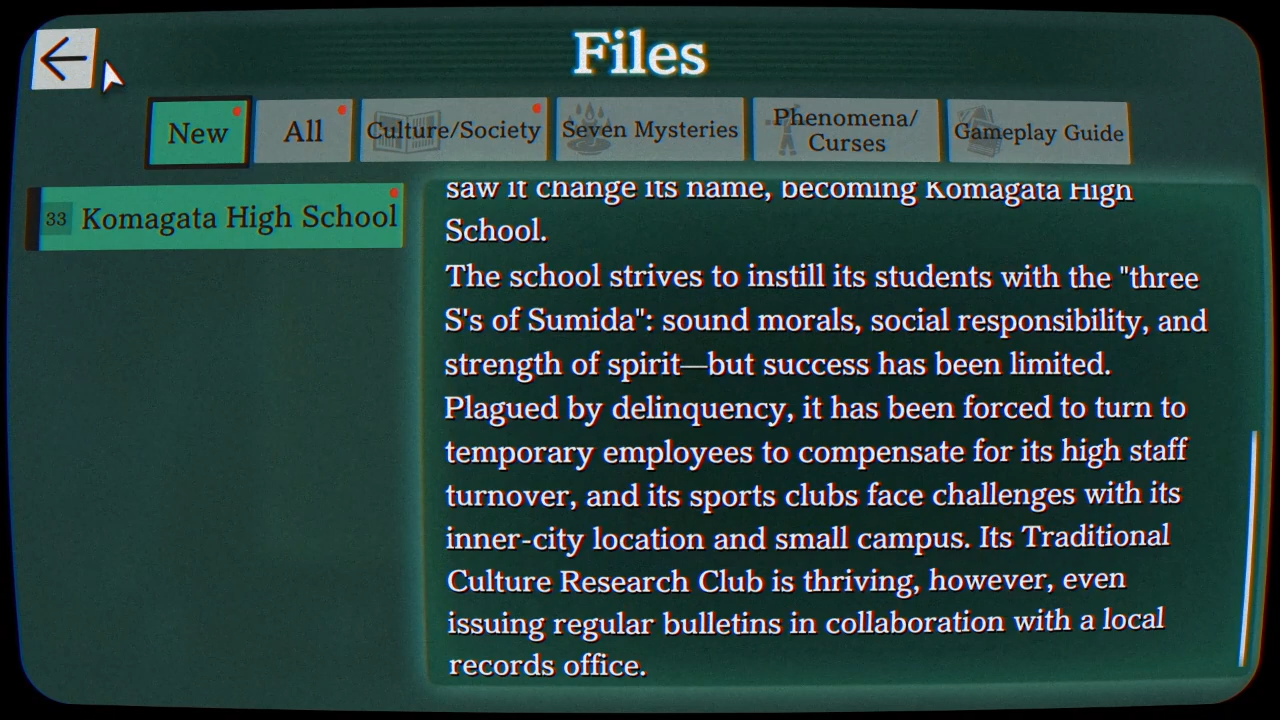 Files
New
All
Culture/Society
Seven Mysteries
Phenomena/
Curses
Gameplay Guide
33 Komagata High School
saw it change its name, becoming Komagata High
School.
The school strives to instill its students with the "three
S's of Sumida": sound morals, social responsibility, and
strength of spirit—but success has been limited.
Plagued by delinquency, it has been forced to turn to
temporary employees to compensate for its high staff
turnover, and its sports clubs face challenges with its
inner-city location and small campus. Its Traditional
Culture Research Club is thriving, however, even
issuing regular bulletins in collaboration with a local
records office.